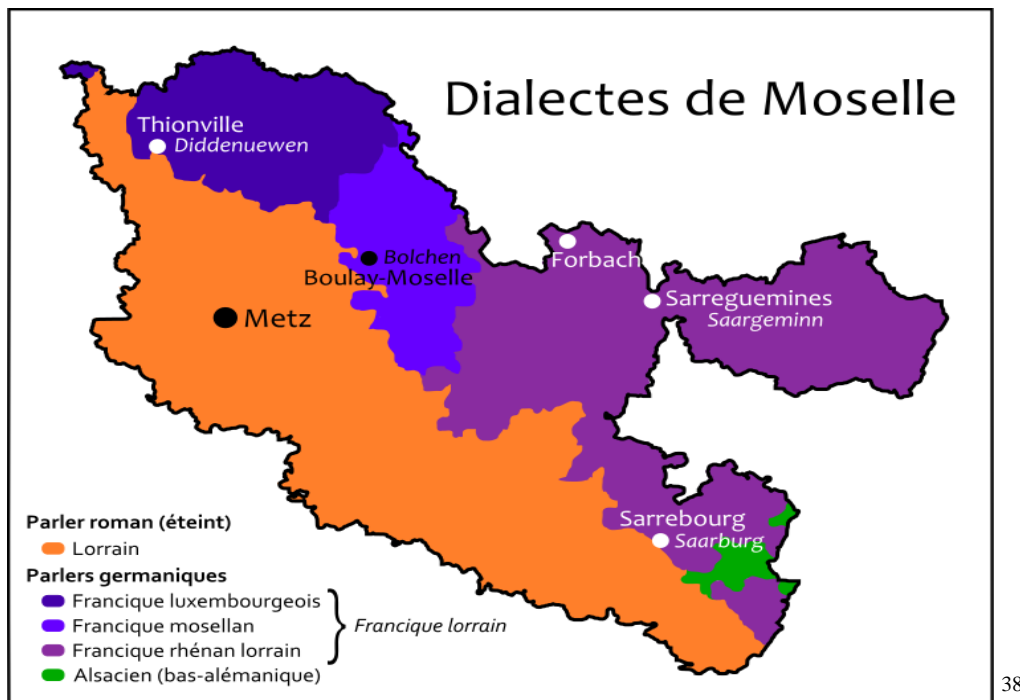 Dialectes de Moselle
Thionville
Diddenuewen
Bolchen
Boulay-Moselle
Forbach
Metz
Sarreguemines
Saargeminn
Sarrebourg
Saarburg
Parler roman (éteint)
Lorrain
Parlers germaniques
Francique luxembourgeois
Francique mosellan
Francique rhénan lorrain
Francique lorrain
Alsacien (bas-alémanique)
38